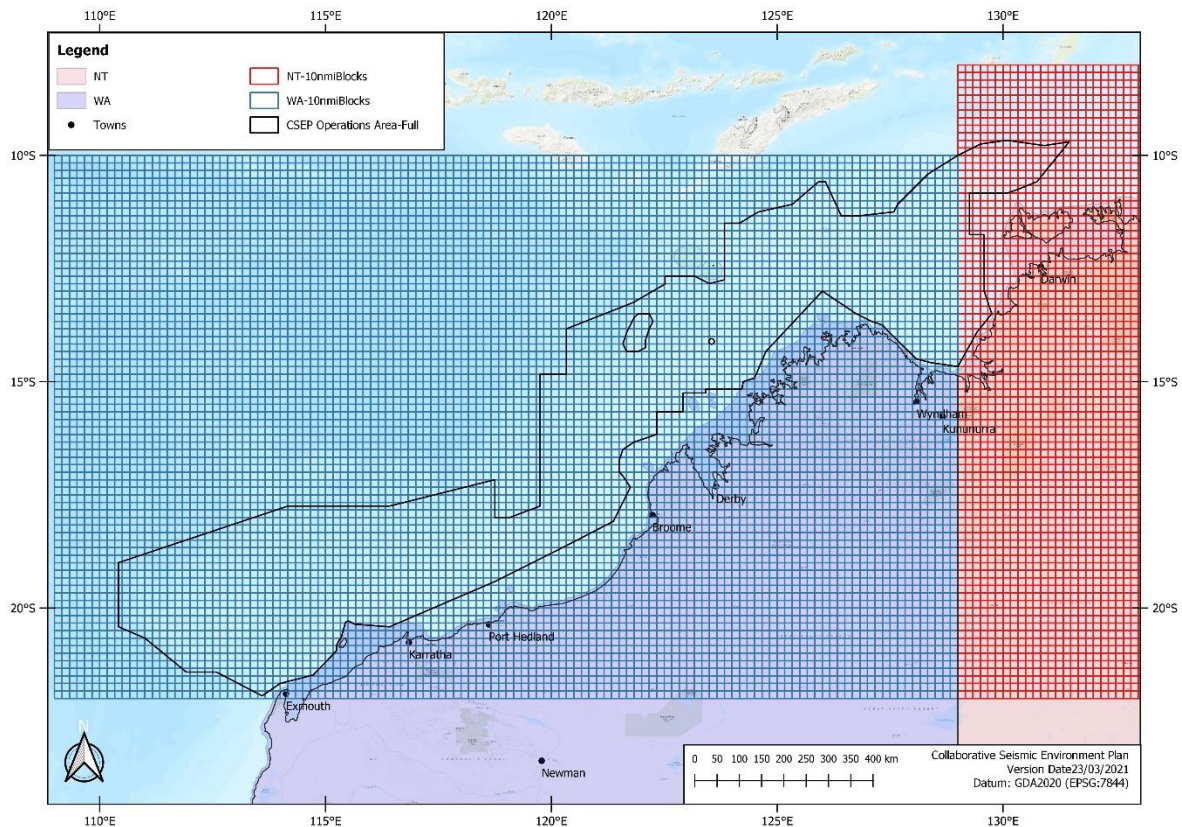 110°E 115°E 120°E 125°E 130°E
Legend
NT NT-10nmiBlocks
WA WA-10nmiBlocks
Towns CSEP Operations Area-Full
10°S 10°S
Darwin
15°S 15°S
Wyndham
Kununurra
Derby
Broome
20°S 20°S
Port Hedland
Karratha
Exmouth
N
Newman
0 50 100 150 200 250 300 350 400 km
Collaborative Seismic Environment Plan
Version Date23/03/2021
Datum: GDA2020 (EPSG:7844)
110°E 115°E 120°E 125°E 130°E